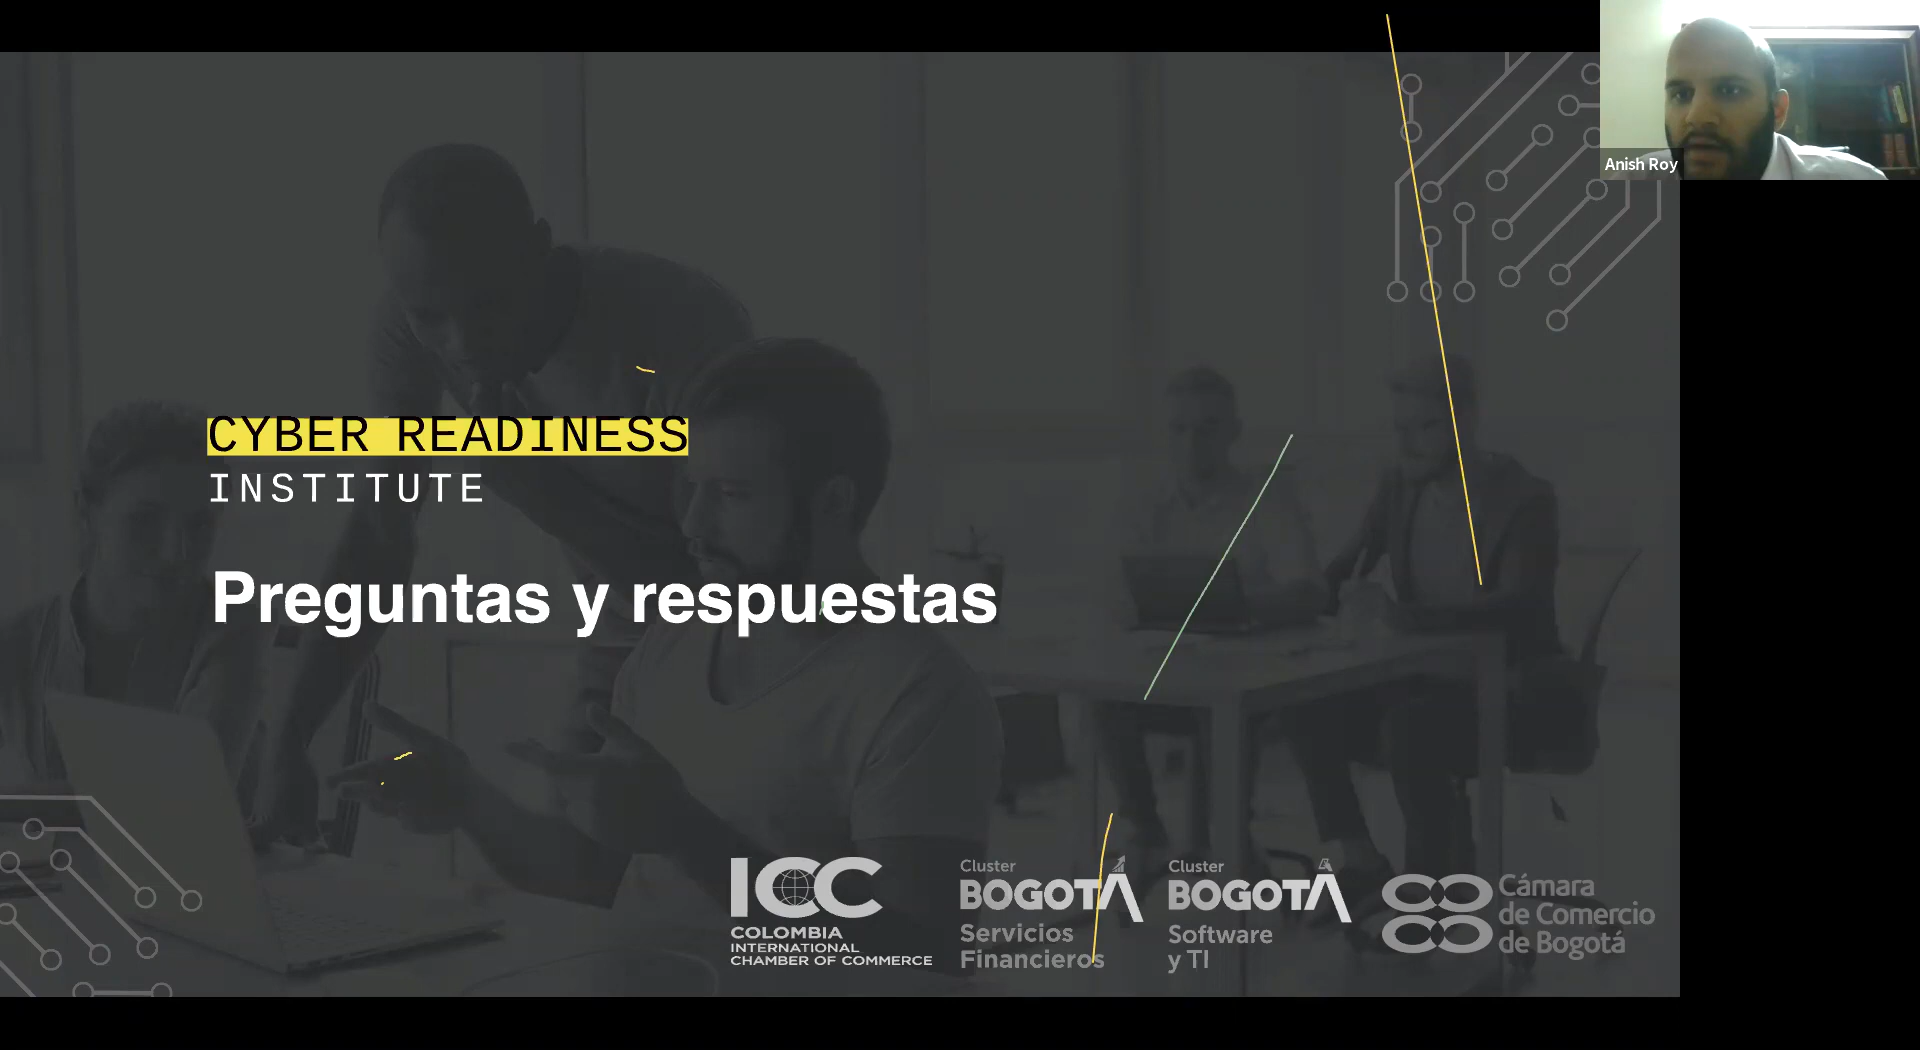 Anish Roy
CYBER READINESS
INSTITUTE
Preguntas y respuestas
ICC
COLOMBIA
INTERNATIONAL
CHAMBER OF COMMERCE
Cluster
BOGOTÁ
Servicios
Financieros
Cluster
BOGOTÁ
Software
y TI
Cámara
de Comercio
de Bogotá